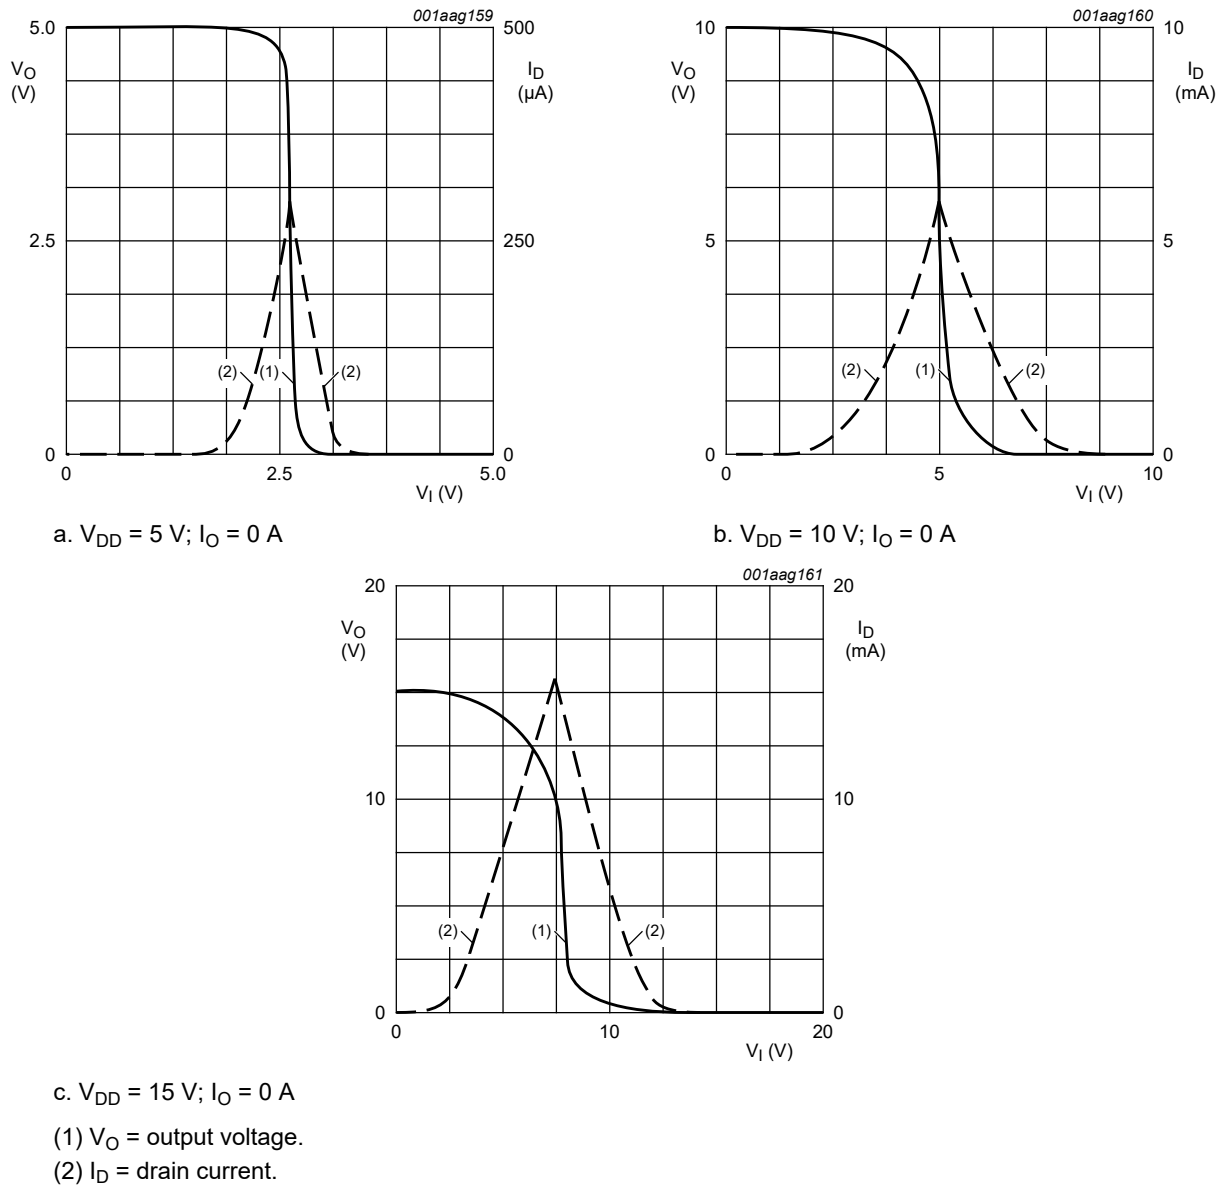 001aag159
5.0
500
V_O
(V)
I_D
(µA)
2.5
250
(2)
(1)
(2)
0
0
0
2.5
5.0
V_I (V)
a. V_DD = 5 V; I_O = 0 A
001aag160
10
10
V_O
(V)
I_D
(mA)
5
5
(2)
(1)
(2)
0
0
0
5
10
V_I (V)
b. V_DD = 10 V; I_O = 0 A
001aag161
20
20
V_O
(V)
I_D
(mA)
10
10
(2)
(1)
(2)
0
0
0
10
20
V_I (V)
c. V_DD = 15 V; I_O = 0 A
(1) V_O = output voltage.
(2) I_D = drain current.